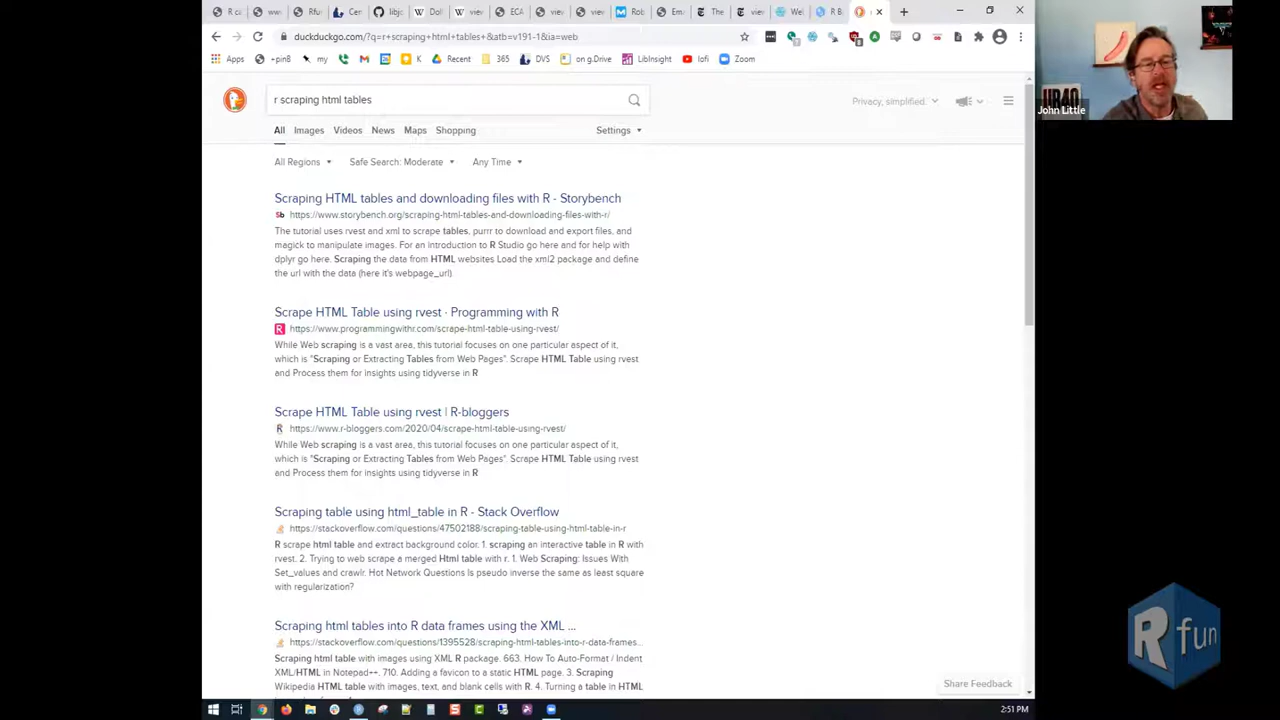 R ca
www
Rfu
Cer
libjc
Doll
view
ECA
view
view
Rob
Em
The
view
Wel
R B
duckduckgo.com/?q=r+scraping+html+tables+&atb=v191-1&ia=web
Apps
+pin8
my
K
Recent
365
DVS
on g.Drive
LibInsight
lofi
Zoom
UB40
John Little
r scraping html tables
Privacy, simplified.
All Images Videos News Maps Shopping Settings
All Regions Safe Search: Moderate Any Time
Scraping HTML tables and downloading files with R - Storybench
Sb https://www.storybench.org/scraping-html-tables-and-downloading-files-with-r/
The tutorial uses rvest and xml to scrape tables, purrr to download and export files, and
magick to manipulate images. For an introduction to R Studio go here and for help with
dplyr go here. Scraping the data from HTML websites Load the xml2 package and define
the url with the data (here it's webpage_url)
Scrape HTML Table using rvest · Programming with R
R https://www.programmingwithr.com/scrape-html-table-using-rvest/
While Web scraping is a vast area, this tutorial focuses on one particular aspect of it,
which is "Scraping or Extracting Tables from Web Pages". Scrape HTML Table using rvest
and Process them for insights using tidyverse in R
Scrape HTML Table using rvest | R-bloggers
R https://www.r-bloggers.com/2020/04/scrape-html-table-using-rvest/
While Web scraping is a vast area, this tutorial focuses on one particular aspect of it,
which is "Scraping or Extracting Tables from Web Pages". Scrape HTML Table using rvest
and Process them for insights using tidyverse in R
Scraping table using html_table in R - Stack Overflow
https://stackoverflow.com/questions/47502188/scraping-table-using-html-table-in-r
R scrape html table and extract background color. 1. scraping an interactive table in R with
rvest. 2. Trying to web scrape a merged Html table with r. 1. Web Scraping: Issues With
Set_values and crawlr. Hot Network Questions Is pseudo inverse the same as least square
with regularization?
Scraping html tables into R data frames using the XML ...
https://stackoverflow.com/questions/1395528/scraping-html-tables-into-r-data-frames...
Scraping html table with images using XML R package. 663. How To Auto-Format / Indent
XML/HTML in Notepad++. 710. Adding a favicon to a static HTML page. 3. Scraping
Wikipedia HTML table with images, text, and blank cells with R. 4. Turning a table in HTML
Share Feedback
R fun
2:51 PM